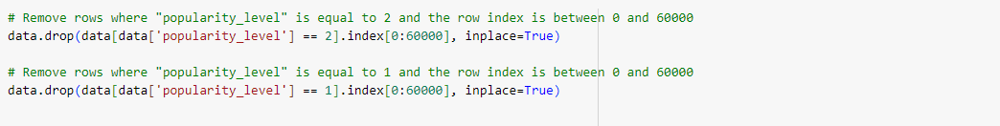 # Remove rows where "popularity_level" is equal to 2 and the row index is between 0 and 60000
data.drop(data[data['popularity_level'] == 2].index[0:60000], inplace=True)
# Remove rows where "popularity_level" is equal to 1 and the row index is between 0 and 60000
data.drop(data[data['popularity_level'] == 1].index[0:60000], inplace=True)